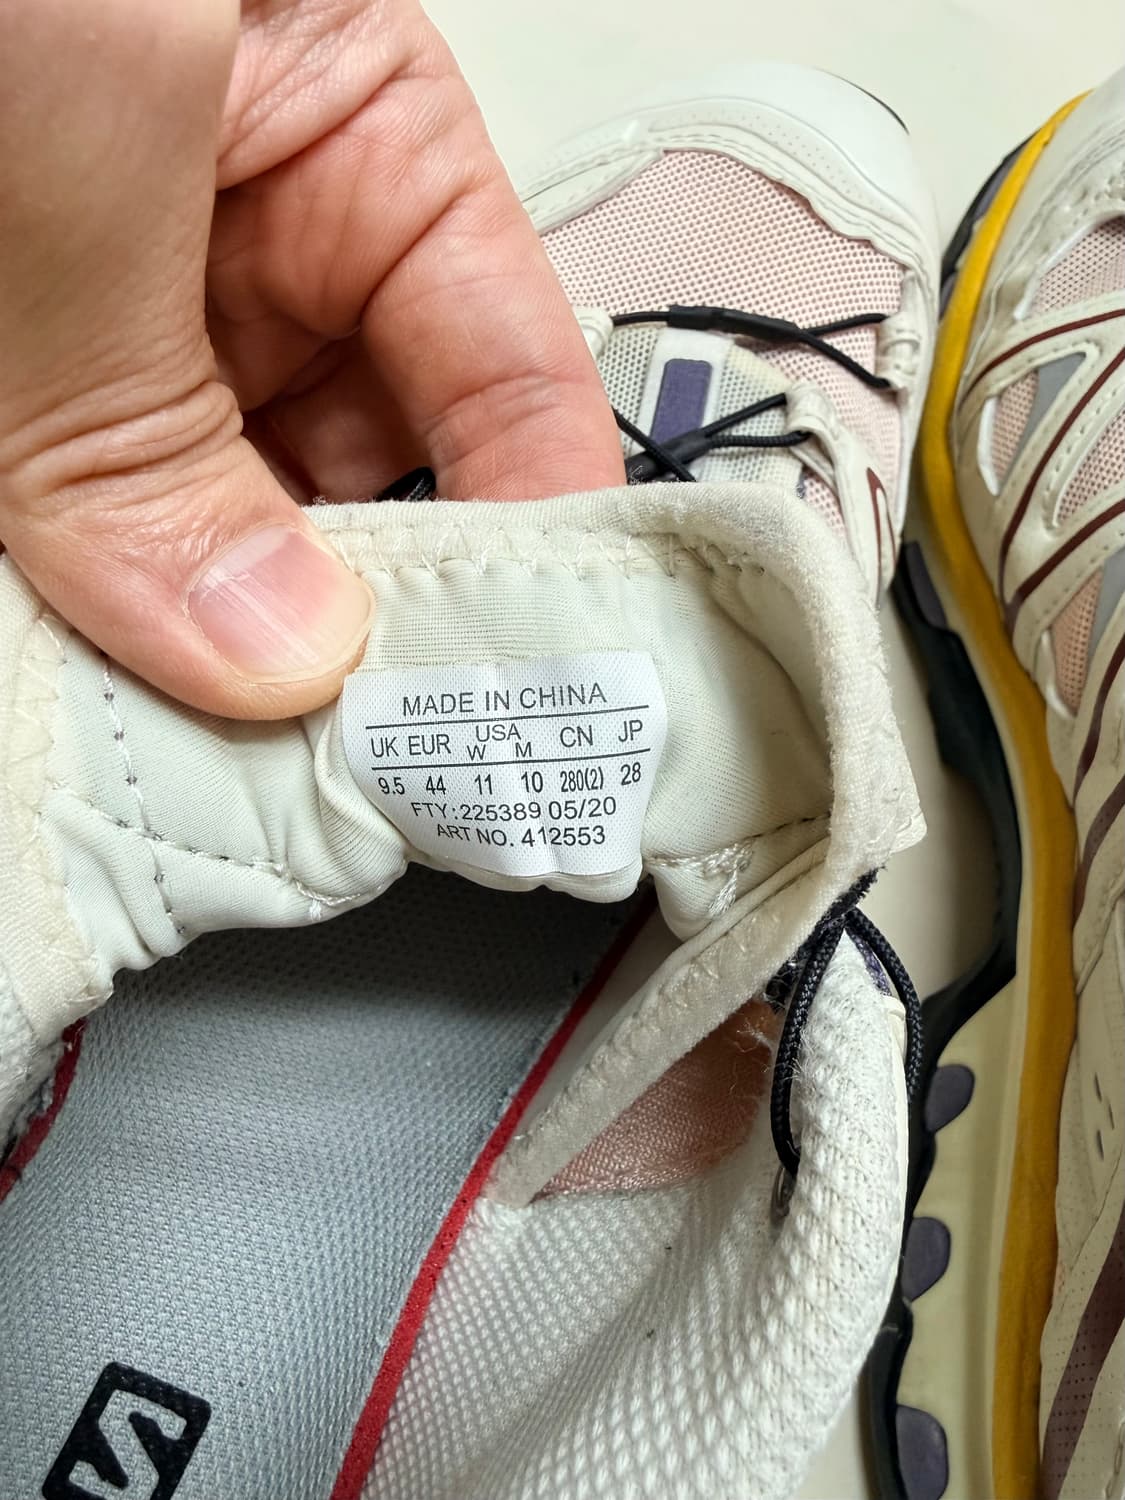 MADE IN CHINA
UK EUR USA CN JP
W M
9.5 44 11 10 280(2) 28
FTY:225389 05/20
ART NO. 412553
S